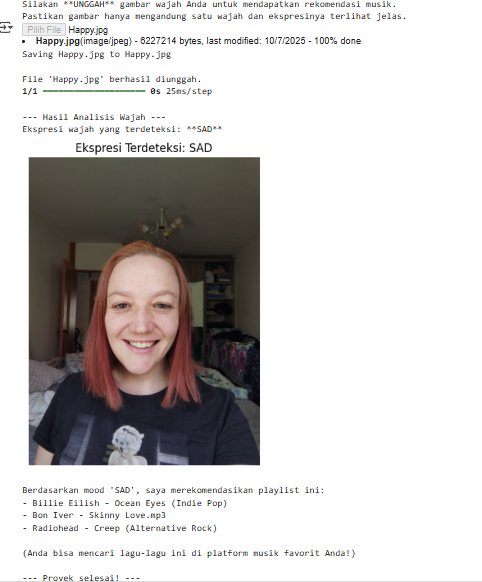 Silakan **UNGGAH** gambar wajah Anda untuk mendapatkan rekomendasi musik.
Pastikan gambar hanya mengandung satu wajah dan ekspresinya terlihat jelas.
Pilih File Happy.jpg
• Happy.jpg(image/jpeg) - 6227214 bytes, last modified: 10/7/2025 - 100% done
Saving Happy.jpg to Happy.jpg
File 'Happy.jpg' berhasil diunggah.
1/1 ━━━━━━━━━━━━━━━━━━━━ 0s 25ms/step
--- Hasil Analisis Wajah ---
Ekspresi wajah yang terdeteksi: **SAD**
Ekspresi Terdeteksi: SAD
Berdasarkan mood 'SAD', saya merekomendasikan playlist ini:
- Billie Eilish - Ocean Eyes (Indie Pop)
- Bon Iver - Skinny Love.mp3
- Radiohead - Creep (Alternative Rock)
(Anda bisa mencari lagu-lagu ini di platform musik favorit Anda!)
--- Proyek selesai! ---